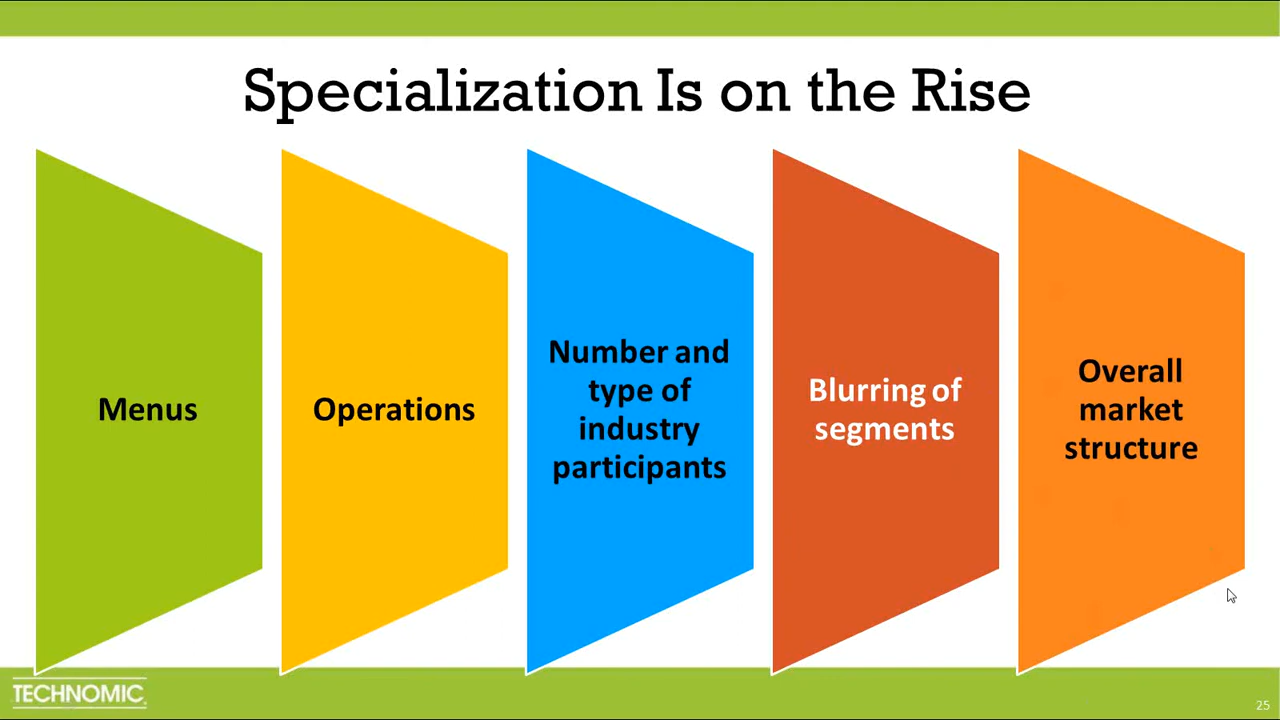 Specialization Is on the Rise
Menus
Operations
Number and
type of
industry
participants
Blurring of
segments
Overall
market
structure
TECHNOMIC
25